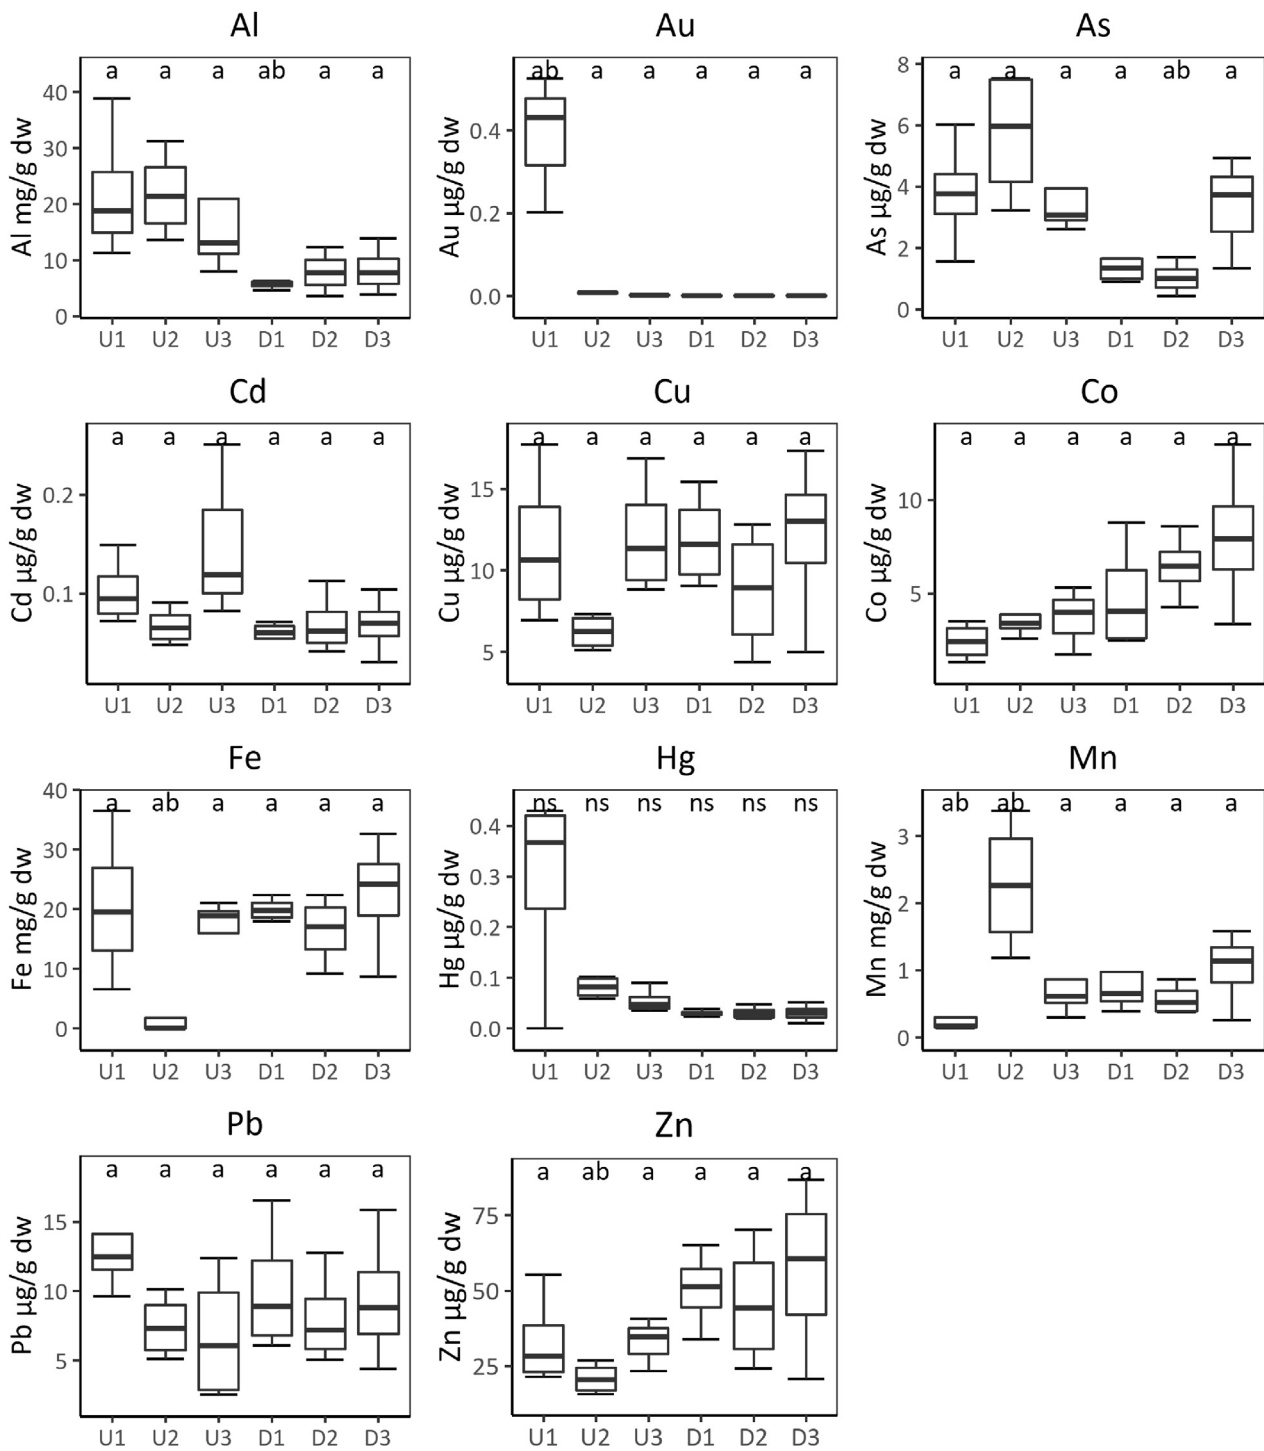 Al
Au
As
a a a ab a a
ab a a a a a
a a a a ab a
Al mg/g dw
40
30
20
10
0
Au µg/g dw
0.4
0.2
0.0
As µg/g dw
8
6
4
2
0
U1 U2 U3 D1 D2 D3
U1 U2 U3 D1 D2 D3
U1 U2 U3 D1 D2 D3
Cd
Cu
Co
a a a a a a
a a a a a a
a a a a a a
Cd µg/g dw
0.2
0.1
Cu µg/g dw
15
10
5
Co µg/g dw
10
5
U1 U2 U3 D1 D2 D3
U1 U2 U3 D1 D2 D3
U1 U2 U3 D1 D2 D3
Fe
Hg
Mn
a ab a a a a
ns ns ns ns ns ns
ab ab a a a a
Fe mg/g dw
40
30
20
10
0
Hg µg/g dw
0.4
0.3
0.2
0.1
0.0
Mn mg/g dw
3
2
1
0
U1 U2 U3 D1 D2 D3
U1 U2 U3 D1 D2 D3
U1 U2 U3 D1 D2 D3
Pb
Zn
a a a a a a
a ab a a a a
Pb µg/g dw
15
10
5
Zn µg/g dw
75
50
25
U1 U2 U3 D1 D2 D3
U1 U2 U3 D1 D2 D3